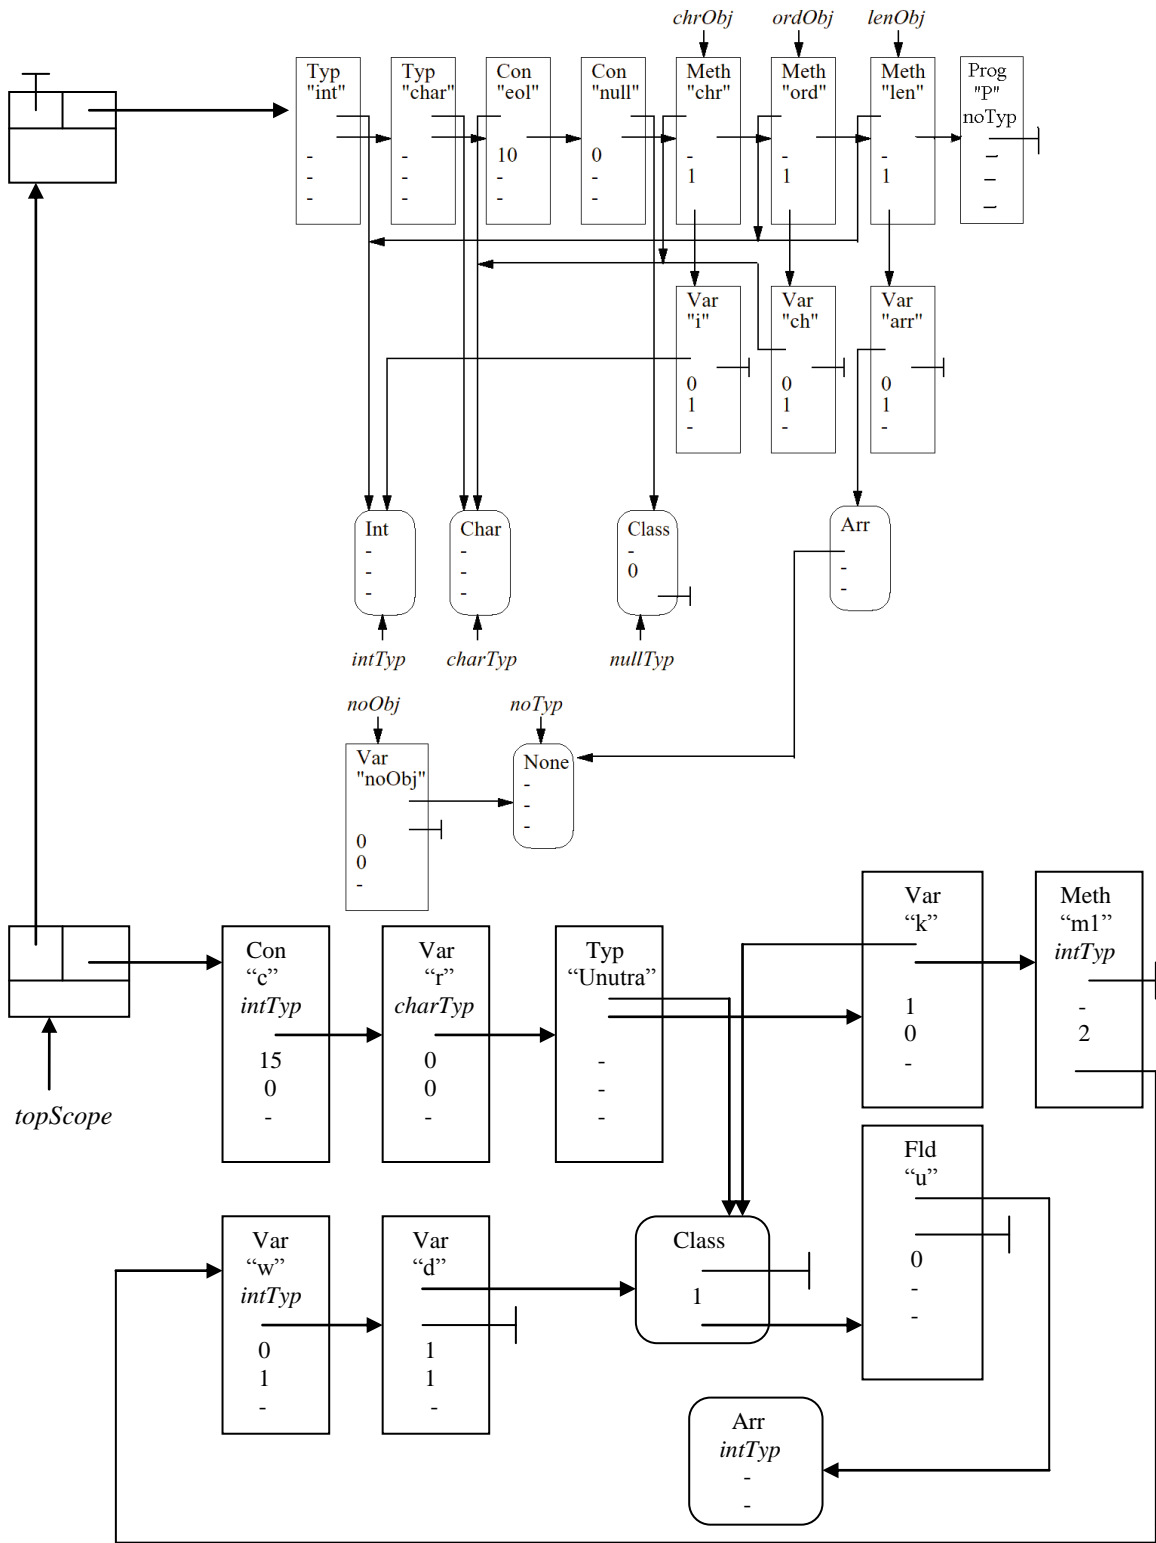 chrObj ordObj lenObj
Typ
"int"
-
-
-
Typ
"char"
-
-
-
Con
"eol"
10
-
-
Con
"null"
0
-
-
Meth
"chr"
-
1
Meth
"ord"
-
1
Meth
"len"
-
1
Prog
"P"
noTyp
-
-
-
Var
"i"
0
1
-
Var
"ch"
0
1
-
Var
"arr"
0
1
-
Int
-
-
-
Char
-
-
-
Class
-
0
Arr
-
-
intTyp charTyp nullTyp
noObj noTyp
Var
"noObj"
0
0
-
None
-
-
-
Con
“c”
intTyp
15
0
-
Var
“r”
charTyp
0
0
-
Typ
“Unutra”
-
-
-
Var
“k”
1
0
-
Meth
“m1”
intTyp
-
2
topScope
Var
“w”
intTyp
0
1
-
Var
“d”
1
1
-
Class
1
Fld
“u”
0
-
-
Arr
intTyp
-
-